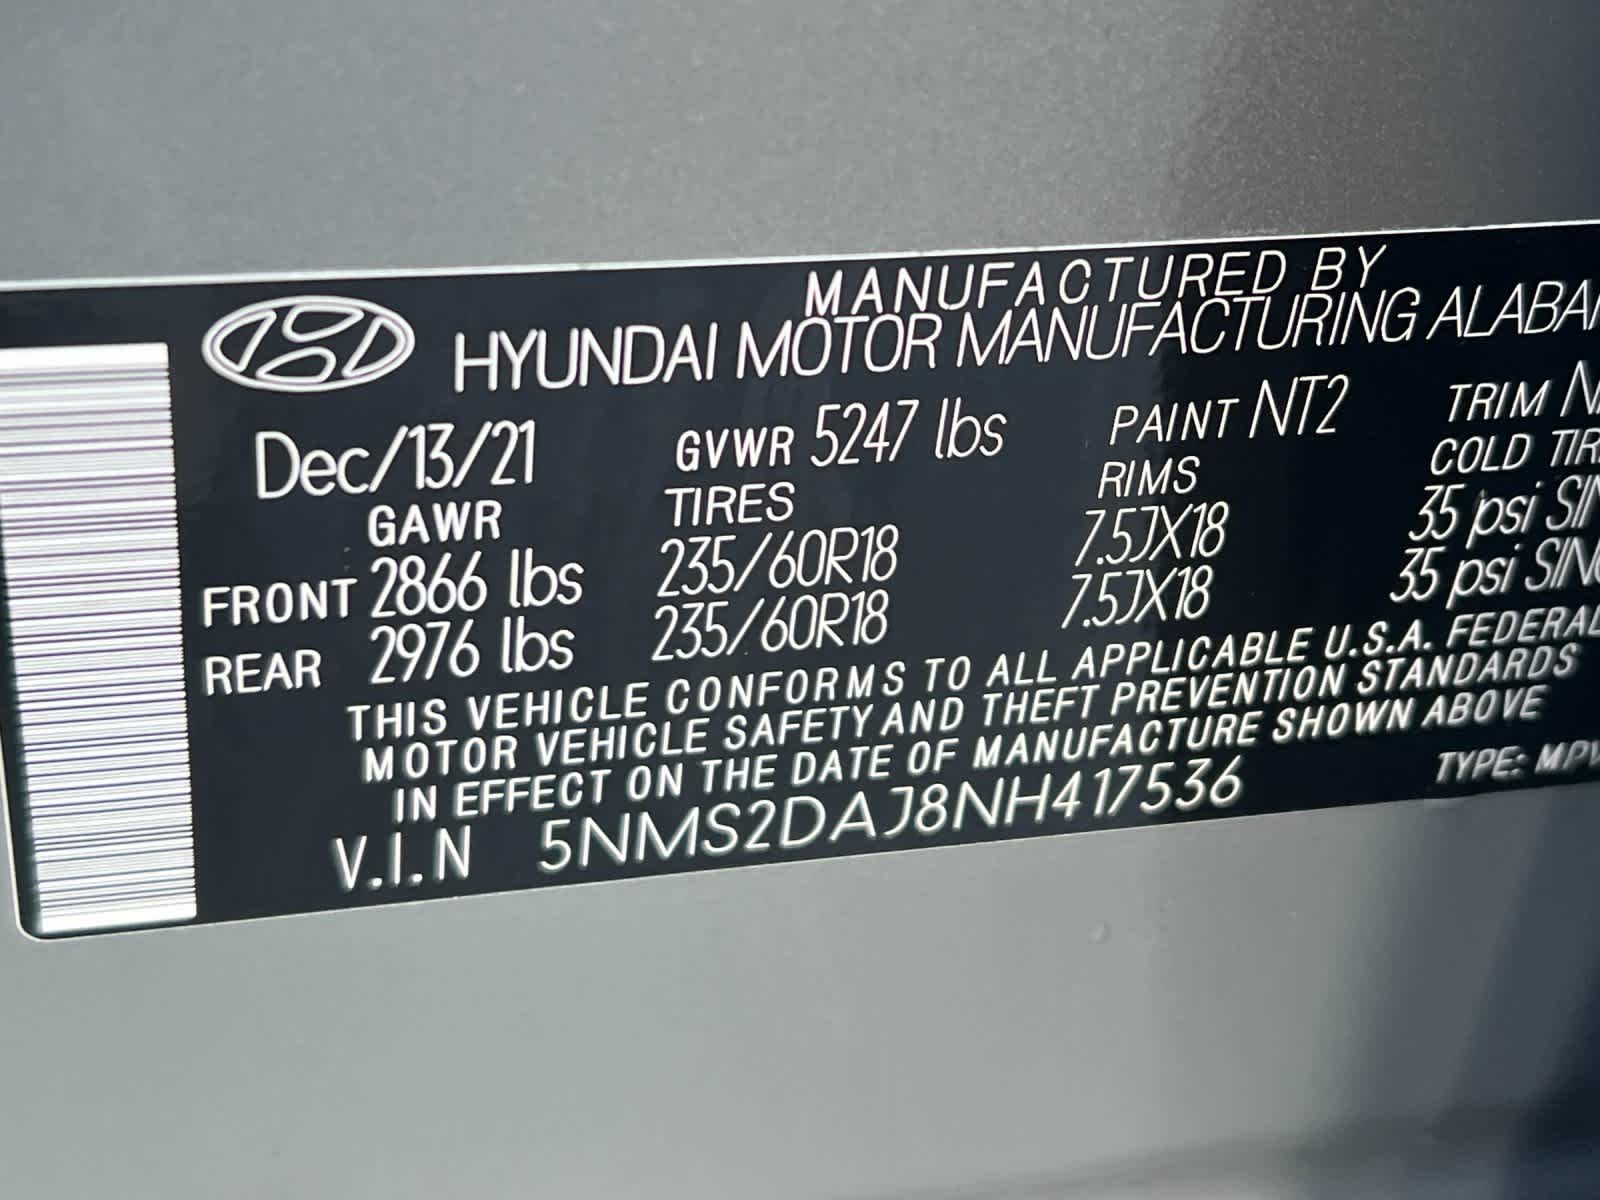 MANUFACTURED BY
HYUNDAI MOTOR MANUFACTURING ALABA
Dec/13/21 GVWR 5247 lbs PAINT NT2 TRIM
GAWR TIRES RIMS COLD
FRONT 2866 lbs 235/60R18 7.5JX18 35 psi
REAR 2976 lbs 235/60R18 7.5JX18 35 psi
THIS VEHICLE CONFORMS TO ALL APPLICABLE U.S.A. FEDERAL
MOTOR VEHICLE SAFETY AND THEFT PREVENTION STANDARDS
IN EFFECT ON THE DATE OF MANUFACTURE SHOWN ABOVE
V.I.N 5NMS2DAJ8NH417536 TYPE: MPV